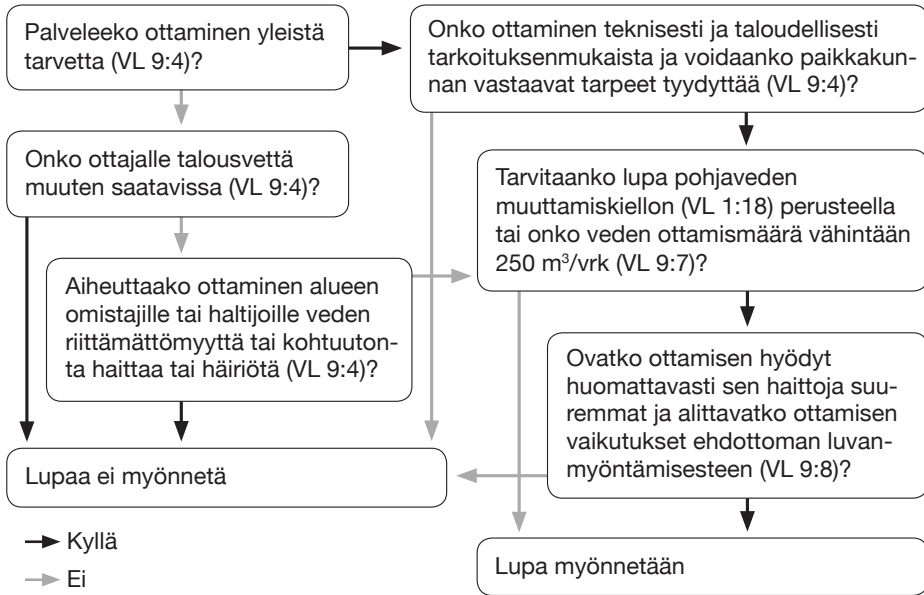 Palveleeko ottaminen yleistä
tarvetta (VL 9:4)?
Onko ottaminen teknisesti ja taloudellisesti
tarkoituksenmukaista ja voidaanko paikkakun-
nan vastaavat tarpeet tyydyttää (VL 9:4)?
Onko ottajalle talousvettä
muuten saatavissa (VL 9:4)?
Tarvitaanko lupa pohjaveden
muuttamiskiellon (VL 1:18) perusteella
tai onko veden ottamismäärä vähintään
250 m³/vrk (VL 9:7)?
Aiheuttaako ottaminen alueen
omistajille tai haltijoille veden
riittämättömyyttä tai kohtuuton-
ta haittaa tai häiriötä (VL 9:4)?
Ovatko ottamisen hyödyt
huomattavasti sen haittoja suu-
remmat ja alittavatko ottamisen
vaikutukset ehdottoman luvan-
myöntämisesteen (VL 9:8)?
Lupaa ei myönnetä
Kyllä
Ei
Lupa myönnetään